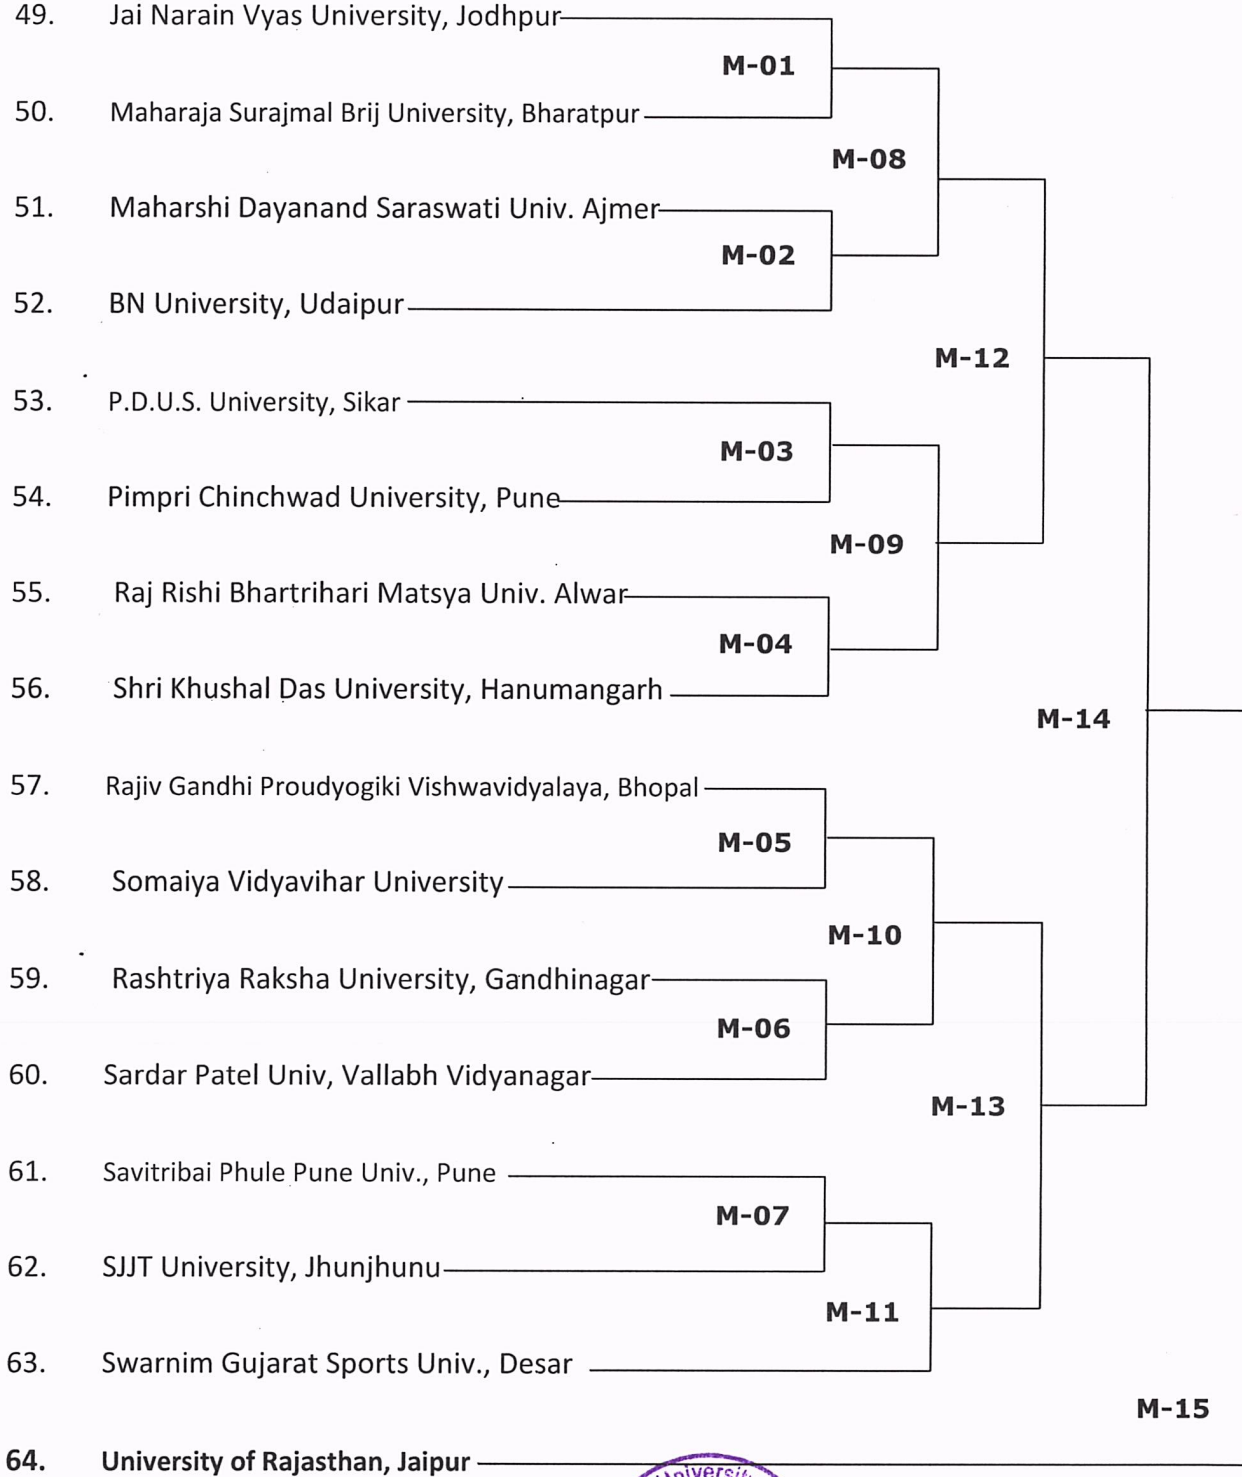 49. Jai Narain Vyas University, Jodhpur
M-01
50. Maharaja Surajmal Brij University, Bharatpur
M-08
51. Maharshi Dayanand Saraswati Univ. Ajmer
M-02
52. BN University, Udaipur
M-12
53. P.D.U.S. University, Sikar
M-03
54. Pimpri Chinchwad University, Pune
M-09
55. Raj Rishi Bhartrihari Matsya Univ. Alwar
M-04
56. Shri Khushal Das University, Hanumangarh
M-14
57. Rajiv Gandhi Proudyogiki Vishwavidyalaya, Bhopal
M-05
58. Somaiya Vidyavihar University
M-10
59. Rashtriya Raksha University, Gandhinagar
M-06
60. Sardar Patel Univ, Vallabh Vidyanagar
M-13
61. Savitribai Phule Pune Univ., Pune
M-07
62. SJJT University, Jhunjhunu
M-11
63. Swarnim Gujarat Sports Univ., Desar
M-15
64. University of Rajasthan, Jaipur